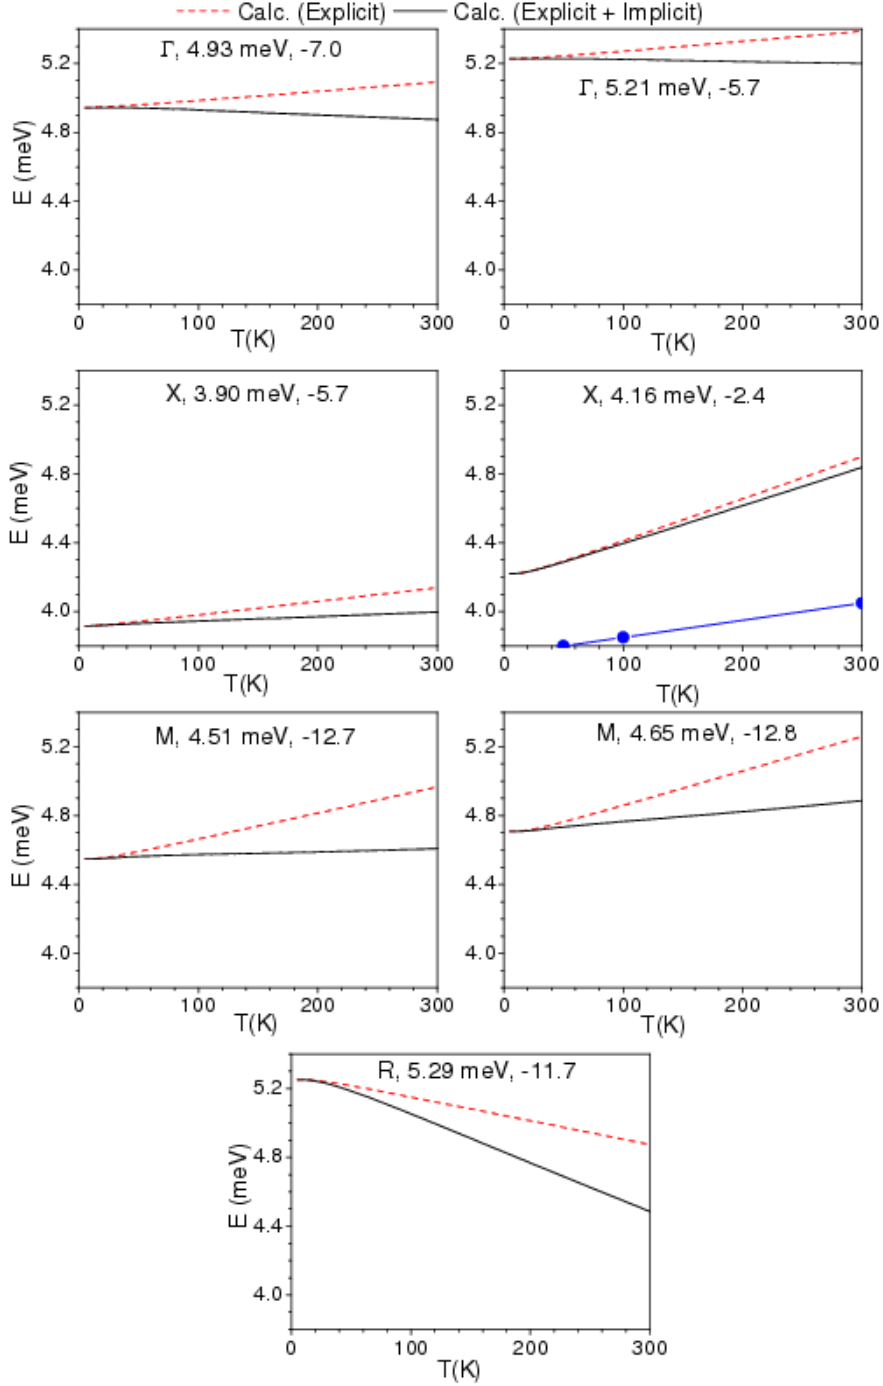 Calc. (Explicit) Calc. (Explicit + Implicit)
Γ, 4.93 meV, -7.0
5.2
4.8
4.4
4.0
E (meV)
0 100 200 300
T(K)
Γ, 5.21 meV, -5.7
5.2
4.8
4.4
4.0
0 100 200 300
T(K)
X, 3.90 meV, -5.7
5.2
4.8
4.4
4.0
E (meV)
0 100 200 300
T(K)
X, 4.16 meV, -2.4
5.2
4.8
4.4
4.0
0 100 200 300
T(K)
M, 4.51 meV, -12.7
5.2
4.8
4.4
4.0
E (meV)
0 100 200 300
T(K)
M, 4.65 meV, -12.8
5.2
4.8
4.4
4.0
0 100 200 300
T(K)
R, 5.29 meV, -11.7
5.2
4.8
4.4
4.0
E (meV)
0 100 200 300
T(K)